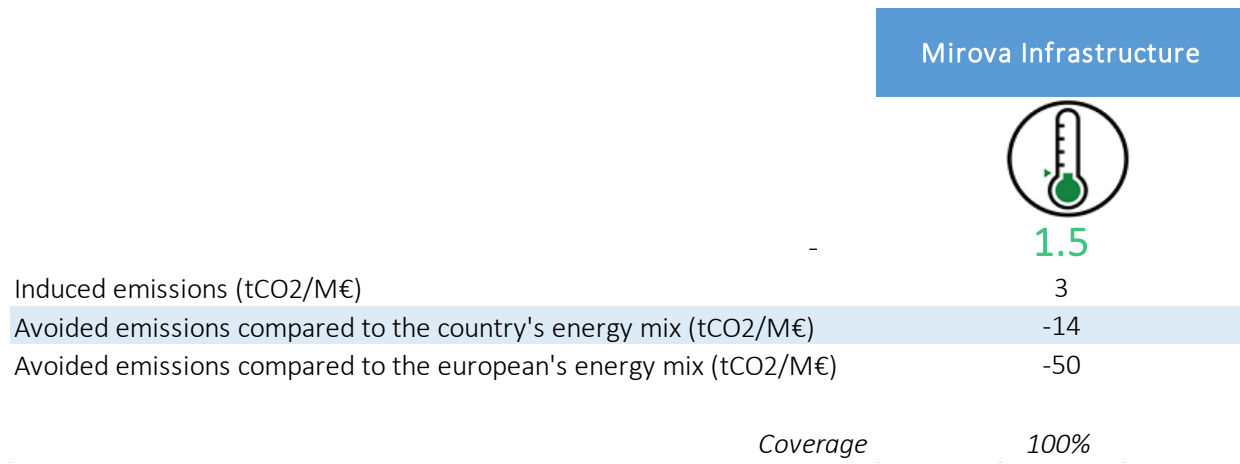 Mirova Infrastructure
- 1.5
Induced emissions (tCO2/M€) 3
Avoided emissions compared to the country's energy mix (tCO2/M€) -14
Avoided emissions compared to the european's energy mix (tCO2/M€) -50
Coverage 100%